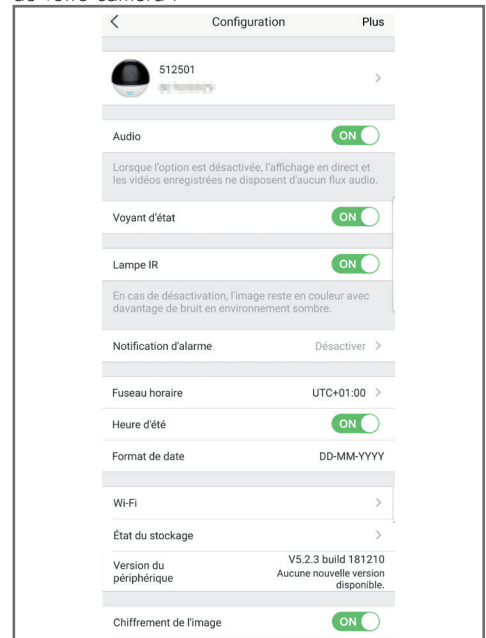 de votre caméra :
Configuration Plus
512501
Audio ON
Lorsque l'option est désactivée, l'affichage en direct et
les vidéos enregistrées ne disposent d'aucun flux audio.
Voyant d'état ON
Lampe IR ON
En cas de désactivation, l'image reste en couleur avec
davantage de bruit en environnement sombre.
Notification d'alarme Désactiver
Fuseau horaire UTC+01:00
Heure d'été ON
Format de date DD-MM-YYYY
Wi-Fi
État du stockage
Version du
périphérique
V5.2.3 build 181210
Aucune nouvelle version
disponible.
Chiffrement de l'image ON